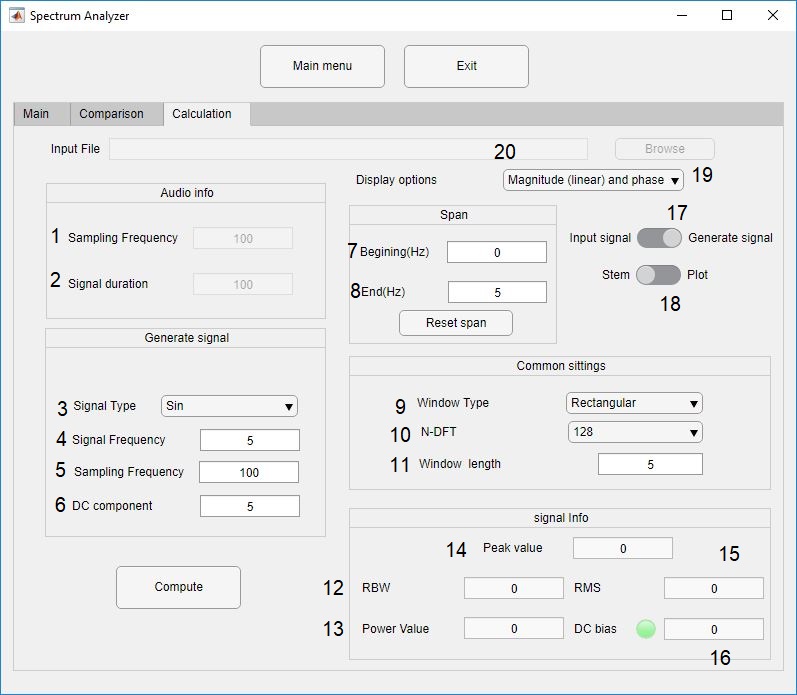 Spectrum Analyzer
Main menu
Exit
Main
Comparison
Calculation
Input File
20
Browse
Display options
Magnitude (linear) and phase
19
Audio info
1 Sampling Frequency 100
2 Signal duration 100
Span
7 Begining(Hz) 0
8 End(Hz) 5
Reset span
17
Input signal
Generate signal
Stem
Plot
18
Generate signal
3 Signal Type Sin
4 Signal Frequency 5
5 Sampling Frequency 100
6 DC component 5
Common sittings
9 Window Type Rectangular
10 N-DFT 128
11 Window length 5
Compute
signal Info
14 Peak value 0
15
12 RBW 0 RMS 0
13 Power Value 0 DC bias 0
16